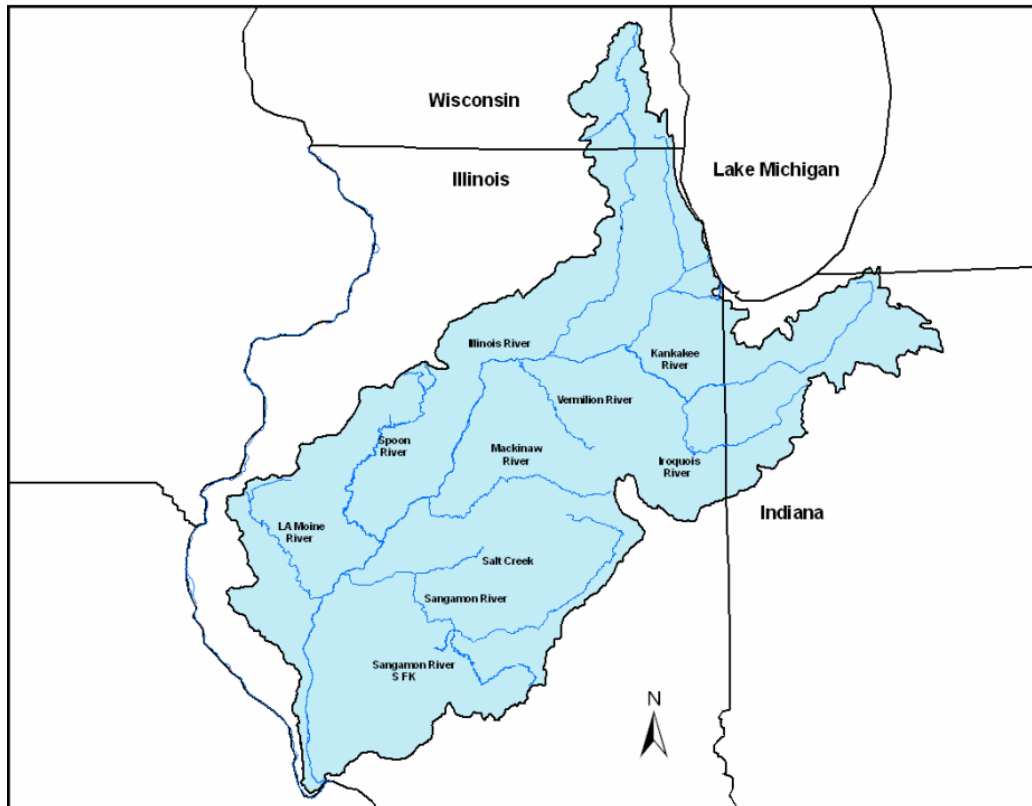 Wisconsin
Lake Michigan
Illinois
Illinois River
Kankakee
River
Vermilion River
Spoon
River
Mackinaw
River
Iroquois
River
Indiana
LA Moine
River
Salt Creek
Sangamon River
Sangamon River
S FK
N